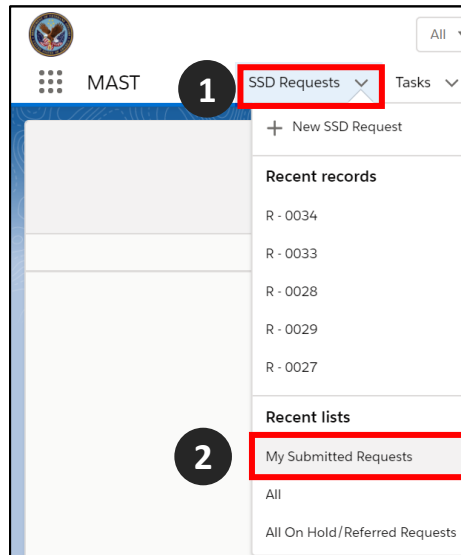 All
MAST
1
SSD Requests
Tasks
+ New SSD Request
Recent records
R - 0034
R - 0033
R - 0028
R - 0029
R - 0027
Recent lists
2
My Submitted Requests
All
All On Hold/Referred Requests